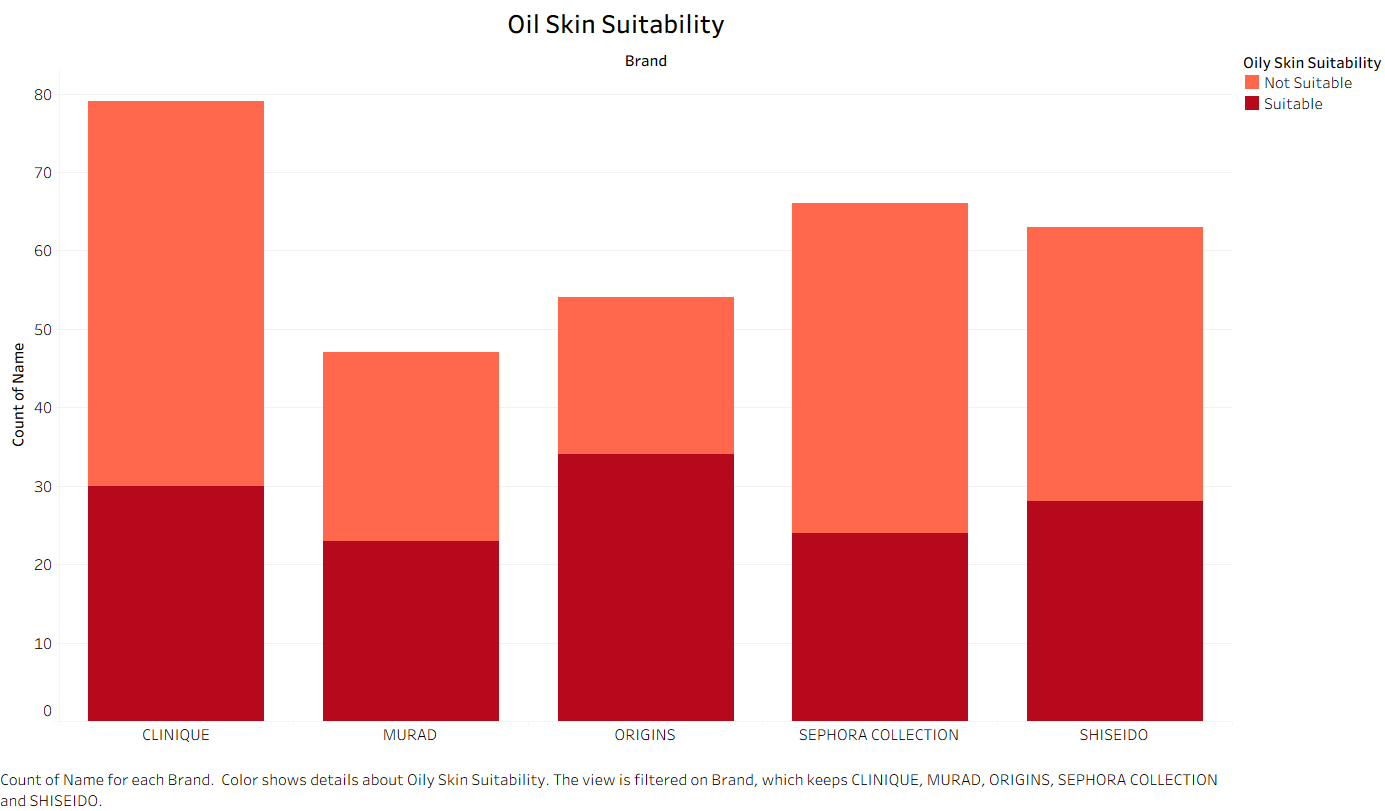 Oil Skin Suitability
Brand
Oily Skin Suitability
Not Suitable
Suitable
Count of Name
80
70
60
50
40
30
20
10
0
CLINIQUE
MURAD
ORIGINS
SEPHORA COLLECTION
SHISEIDO
Count of Name for each Brand.  Color shows details about Oily Skin Suitability. The view is filtered on Brand, which keeps CLINIQUE, MURAD, ORIGINS, SEPHORA COLLECTION
and SHISEIDO.